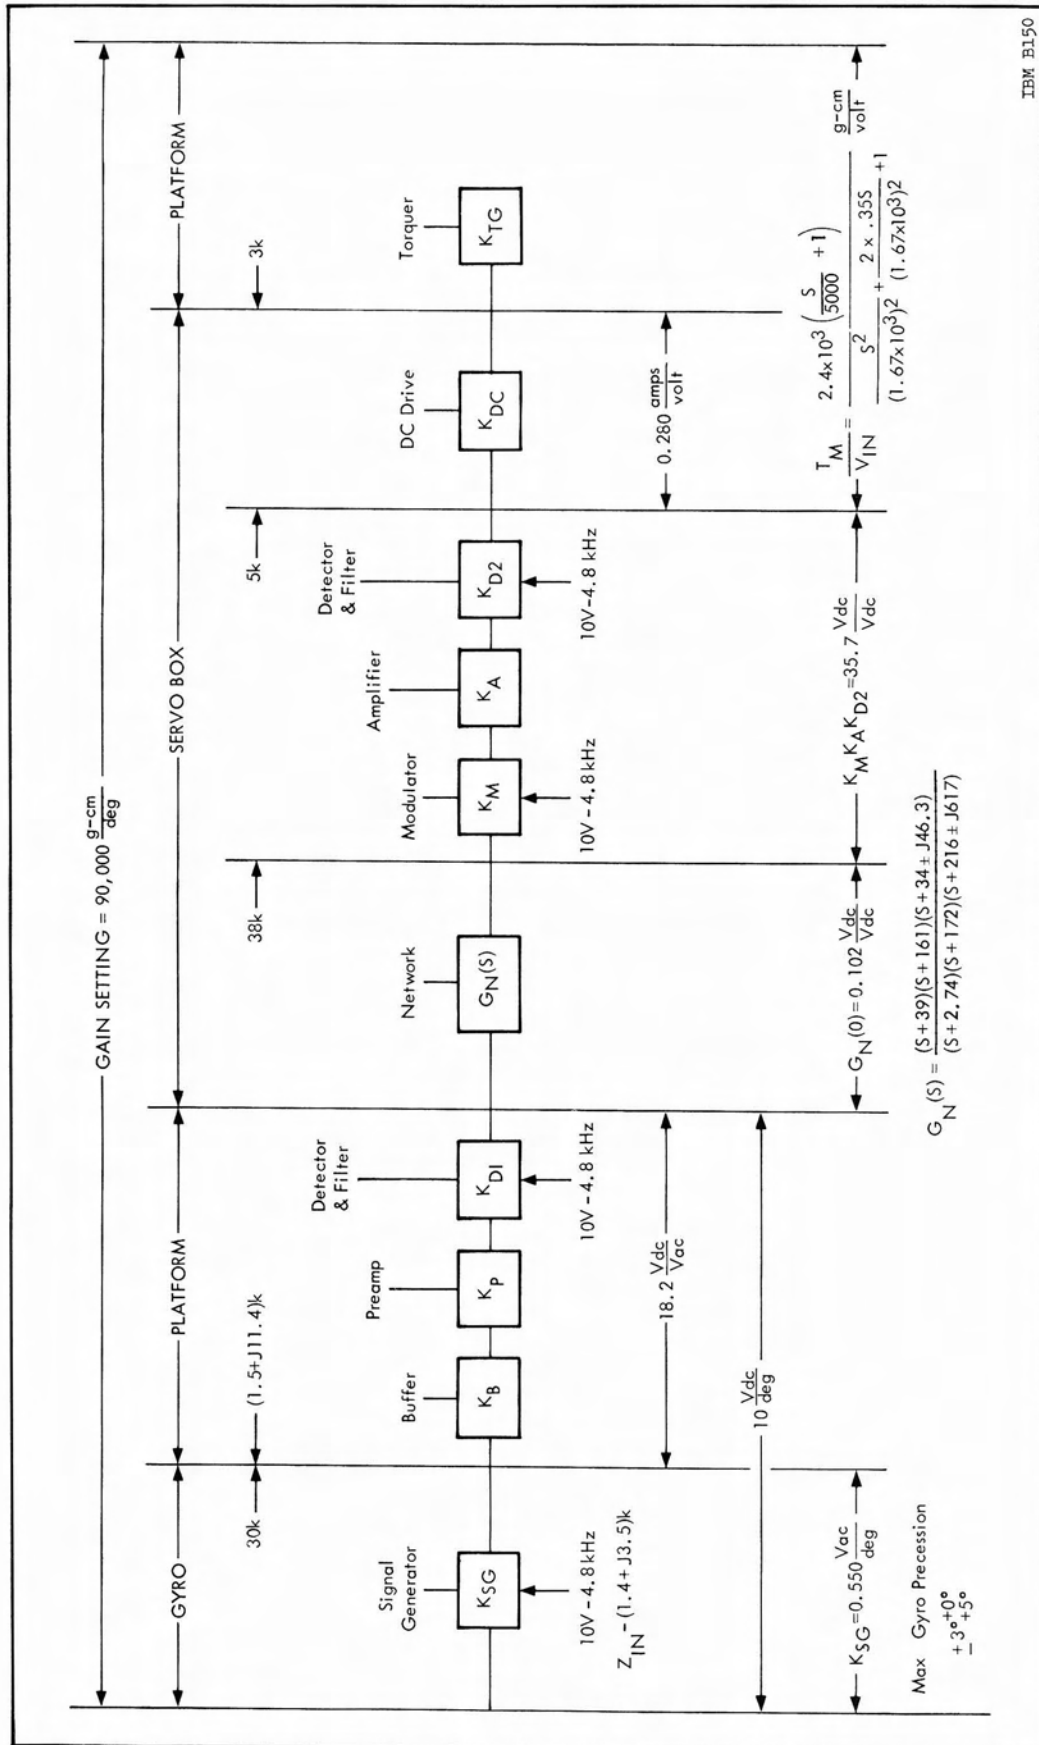 GAIN SETTING = 90,000 g-cm/deg
GYRO
PLATFORM
SERVO BOX
PLATFORM
30k
(1.5+J11.4)k
38k
5k
3k
Signal
Generator
Buffer
Preamp
Detector
& Filter
Network
Modulator
Amplifier
Detector
& Filter
DC Drive
Torquer
KSG
KB
KP
KD1
GN(S)
KM
KA
KD2
KDC
KTG
10V-4.8kHz
ZIN-(1.4+J3.5)k
10V-4.8 kHz
10V-4.8kHz
10V-4.8 kHz
18.2 Vdc/Vac
0.280 amps/volt
10 Vdc/deg
KSG=0.550 Vac/deg
GN(0)=0.102 Vdc/Vdc
KMKAKD2=35.7 Vdc/Vdc
TM/VIN = 2.4x10³ (S/5000 +1) / (S²/(1.67x10³)² + 2 x .35S/(1.67x10³)² +1) g-cm/volt
Max Gyro Precession
±3°+0°+5°
GN(S) = (S+39)(S+161)(S+34±J46.3) / (S+2.74)(S+172)(S+216±J617)
IBM B150